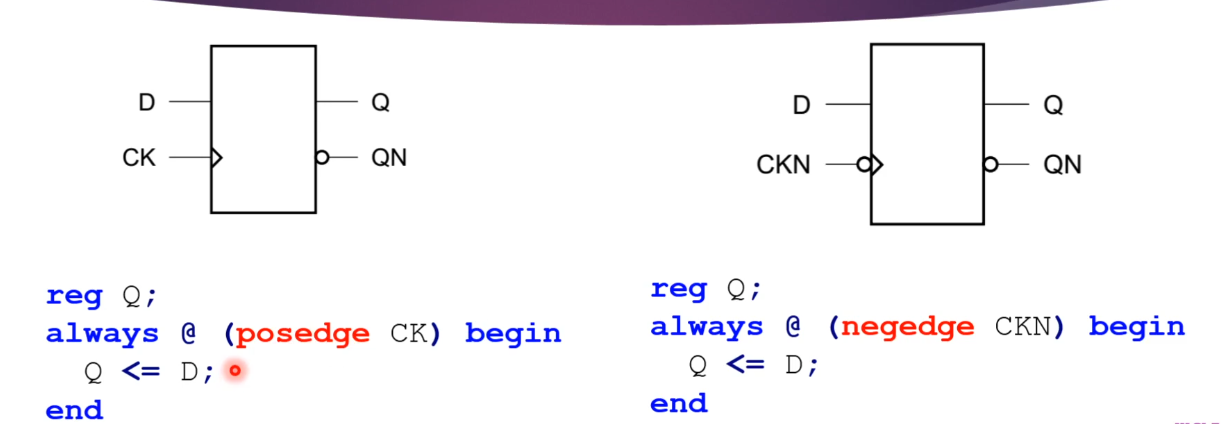 D
Q
CK
QN
D
Q
CKN
QN
reg Q;
always @ (posedge CK) begin
Q <= D;
end
reg Q;
always @ (negedge CKN) begin
Q <= D;
end